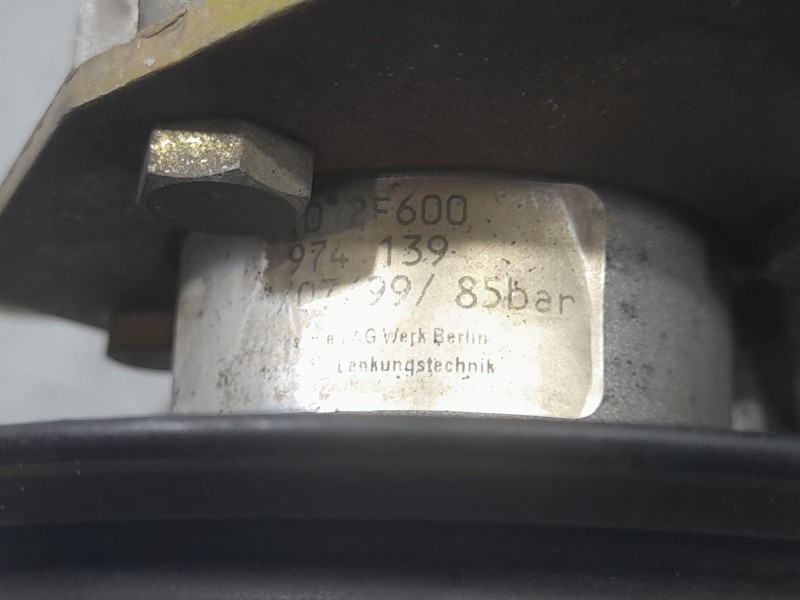 2F600
974 139
/07/99/ 85bar
AG Werk Berlin
Lenkungstechnik